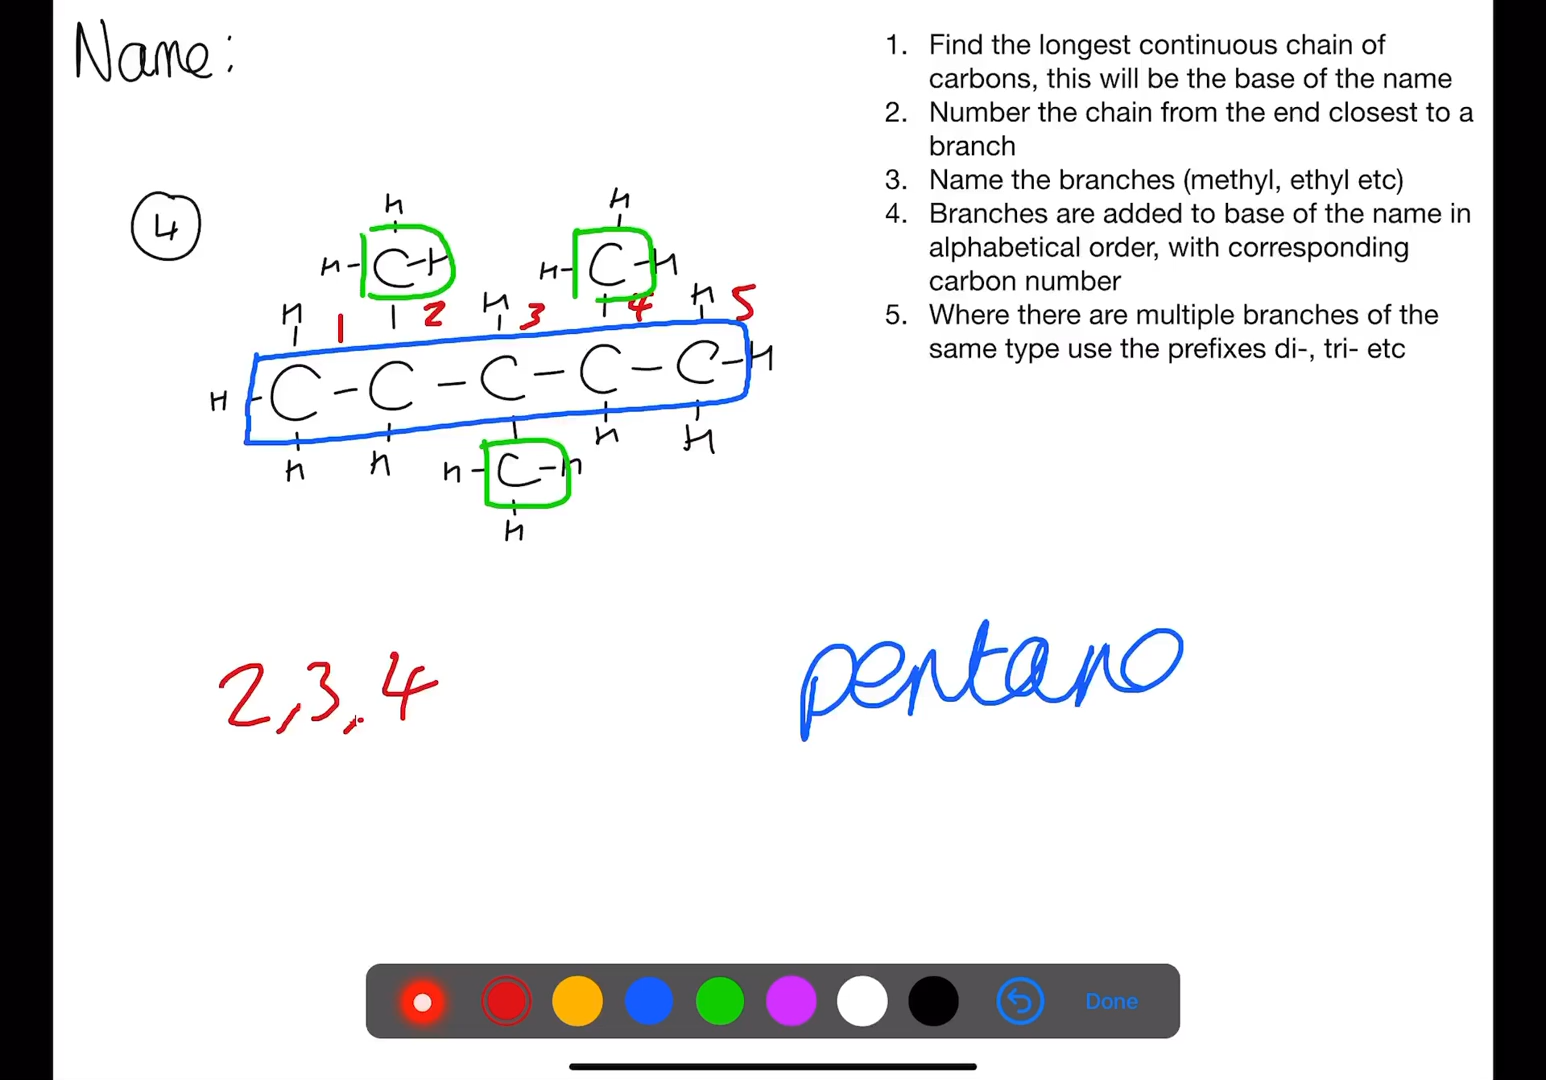 Name:
1. Find the longest continuous chain of
carbons, this will be the base of the name
2. Number the chain from the end closest to a
branch
3. Name the branches (methyl, ethyl etc)
4. Branches are added to base of the name in
alphabetical order, with corresponding
carbon number
5. Where there are multiple branches of the
same type use the prefixes di-, tri- etc
4
H H
H-C-H H-C-H
H 1 2 H 3 4 H 5
H-C-C-C-C-C-H
H H H-C-H H H
H
2,3,4 pentane
Done